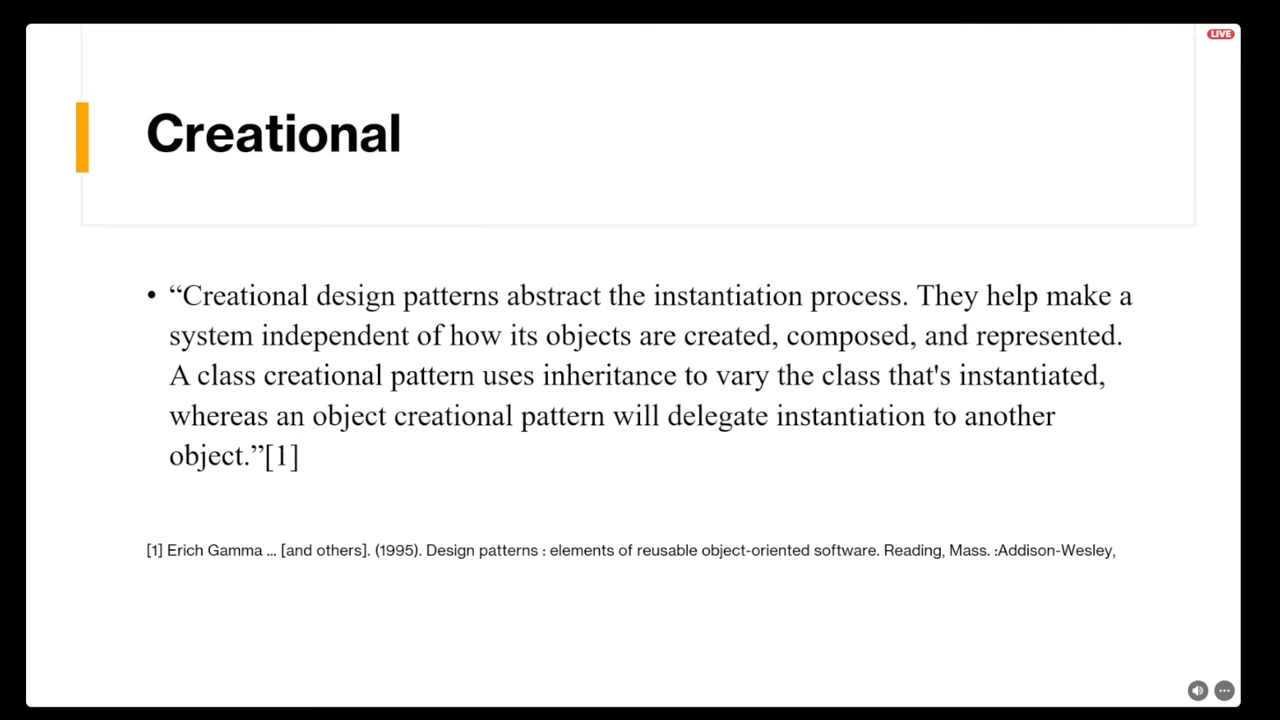 LIVE
Creational
• “Creational design patterns abstract the instantiation process. They help make a
system independent of how its objects are created, composed, and represented.
A class creational pattern uses inheritance to vary the class that's instantiated,
whereas an object creational pattern will delegate instantiation to another
object.”[1]
[1] Erich Gamma ... [and others]. (1995). Design patterns : elements of reusable object-oriented software. Reading, Mass. :Addison-Wesley,